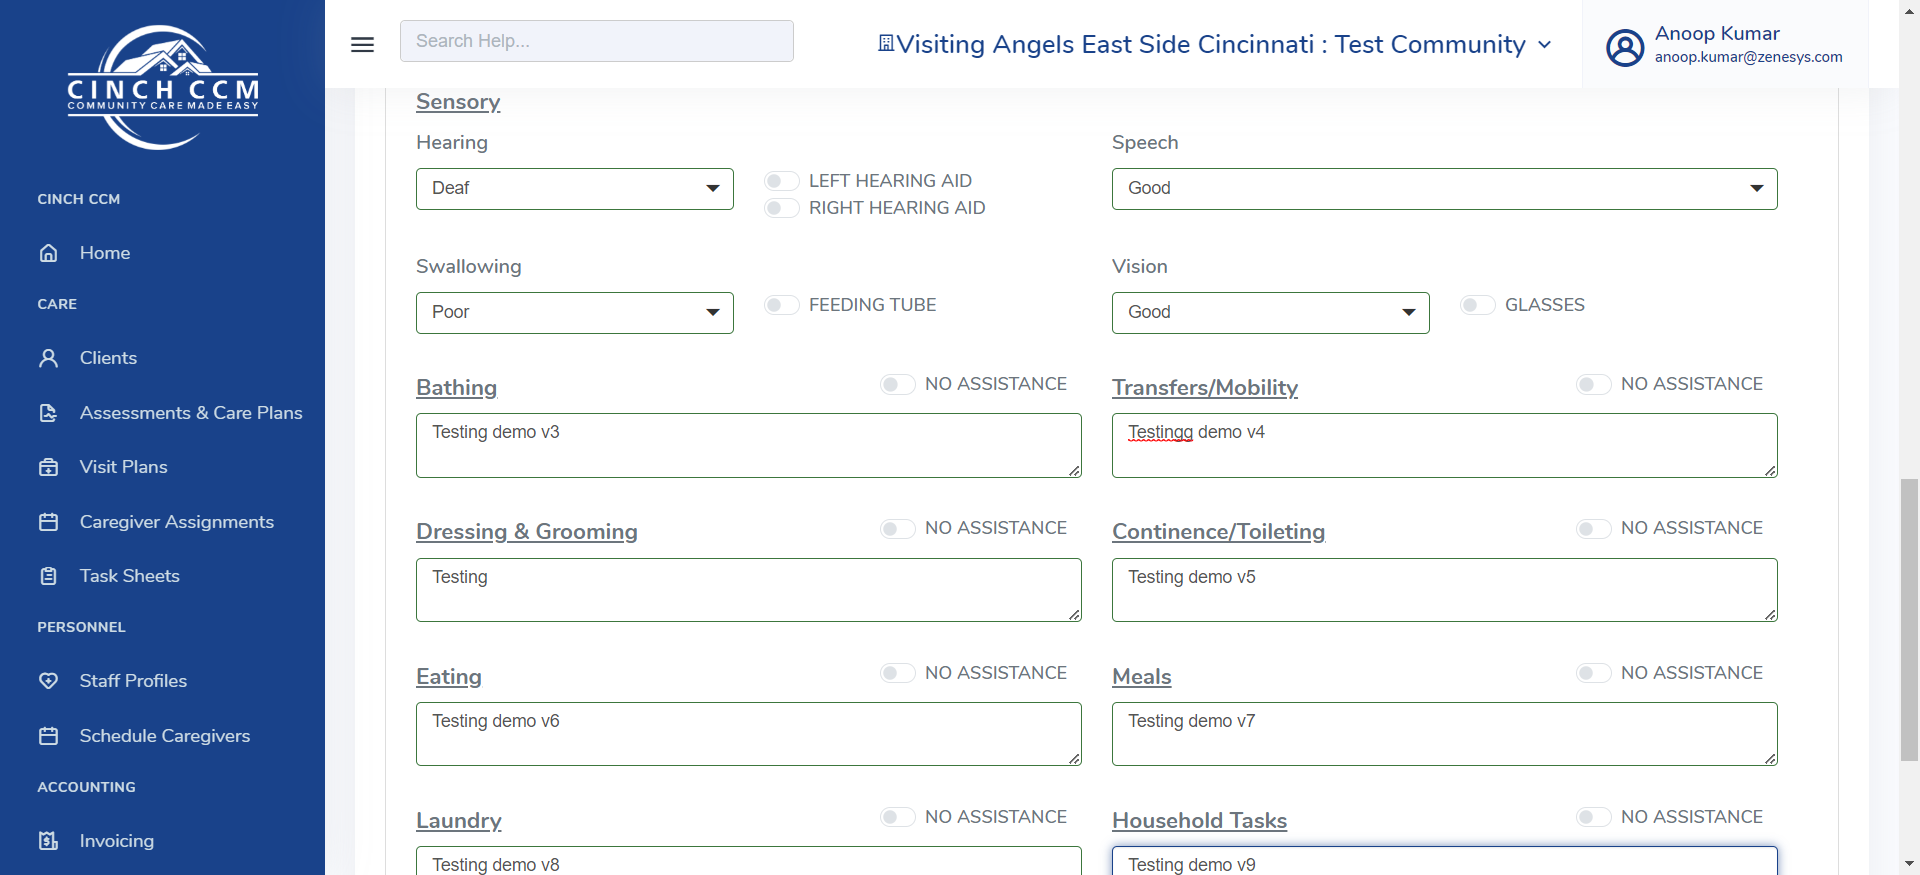 CINCH CCM
COMMUNITY CARE MADE EASY
CINCH CCM
Home
CARE
Clients
Assessments & Care Plans
Visit Plans
Caregiver Assignments
Task Sheets
PERSONNEL
Staff Profiles
Schedule Caregivers
ACCOUNTING
Invoicing
Search Help...
Visiting Angels East Side Cincinnati : Test Community
Anoop Kumar
anoop.kumar@zenesys.com
Sensory
Hearing
Deaf
LEFT HEARING AID
RIGHT HEARING AID
Speech
Good
Swallowing
Poor
FEEDING TUBE
Vision
Good
GLASSES
Bathing
NO ASSISTANCE
Testing demo v3
Transfers/Mobility
NO ASSISTANCE
Testingg demo v4
Dressing & Grooming
NO ASSISTANCE
Testing
Continence/Toileting
NO ASSISTANCE
Testing demo v5
Eating
NO ASSISTANCE
Testing demo v6
Meals
NO ASSISTANCE
Testing demo v7
Laundry
NO ASSISTANCE
Testing demo v8
Household Tasks
NO ASSISTANCE
Testing demo v9